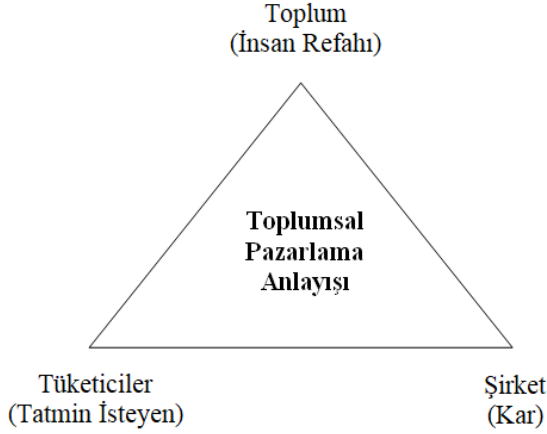 Toplum
(İnsan Refahı)
Toplumsal
Pazarlama
Anlayışı
Tüketiciler
(Tatmin İsteyen)
Şirket
(Kar)